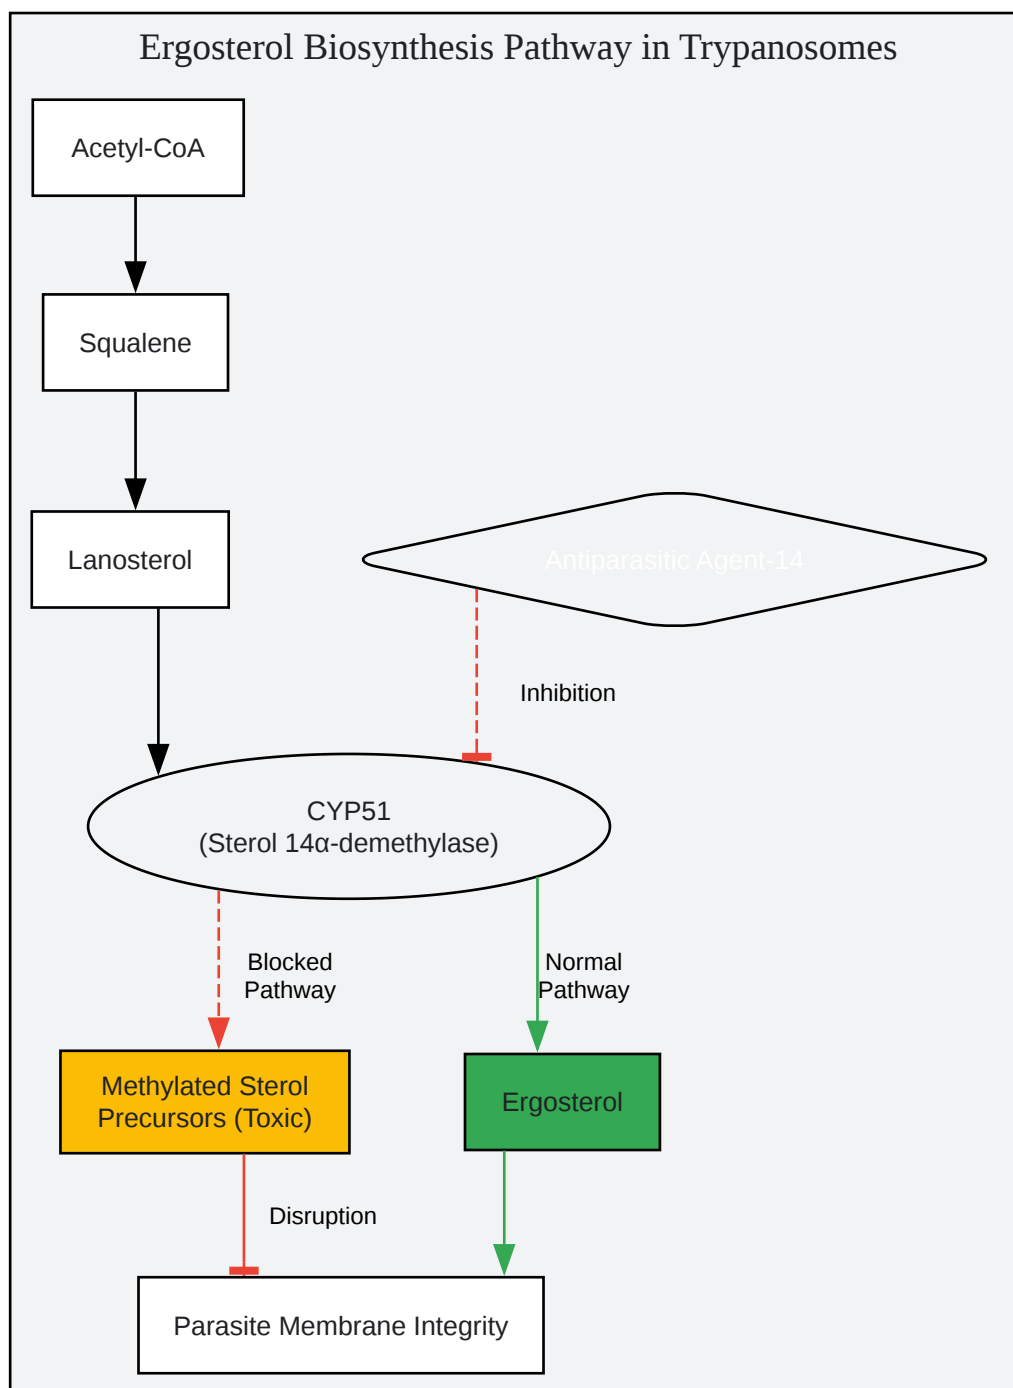 Ergosterol Biosynthesis Pathway in Trypanosomes
Acetyl-CoA
Squalene
Lanosterol
Antiparasitic Agent-14
Inhibition
CYP51
(Sterol 14α-demethylase)
Blocked
Pathway
Normal
Pathway
Methylated Sterol
Precursors (Toxic)
Ergosterol
Disruption
Parasite Membrane Integrity